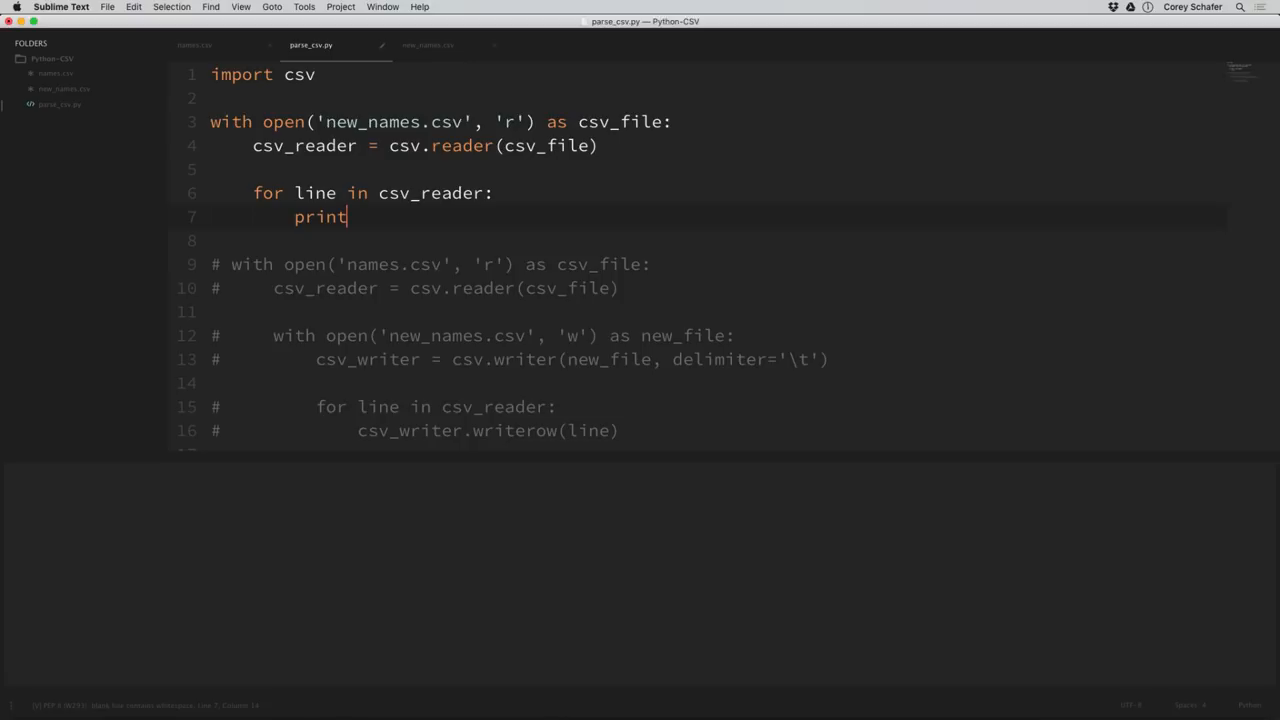 Sublime Text File Edit Selection Find View Goto Tools Project Window Help Corey Schafer
parse_csv.py — Python-CSV
FOLDERS
Python-CSV
names.csv
new_names.csv
parse_csv.py
names.csv parse_csv.py new_names.csv
1 import csv
2
3 with open('new_names.csv', 'r') as csv_file:
4 csv_reader = csv.reader(csv_file)
5
6 for line in csv_reader:
7 print
8
9 # with open('names.csv', 'r') as csv_file:
10 # csv_reader = csv.reader(csv_file)
11
12 # with open('new_names.csv', 'w') as new_file:
13 # csv_writer = csv.writer(new_file, delimiter='\t')
14
15 # for line in csv_reader:
16 # csv_writer.writerow(line)
Line 7, Column 14
UTF-8 Spaces: 4 Python